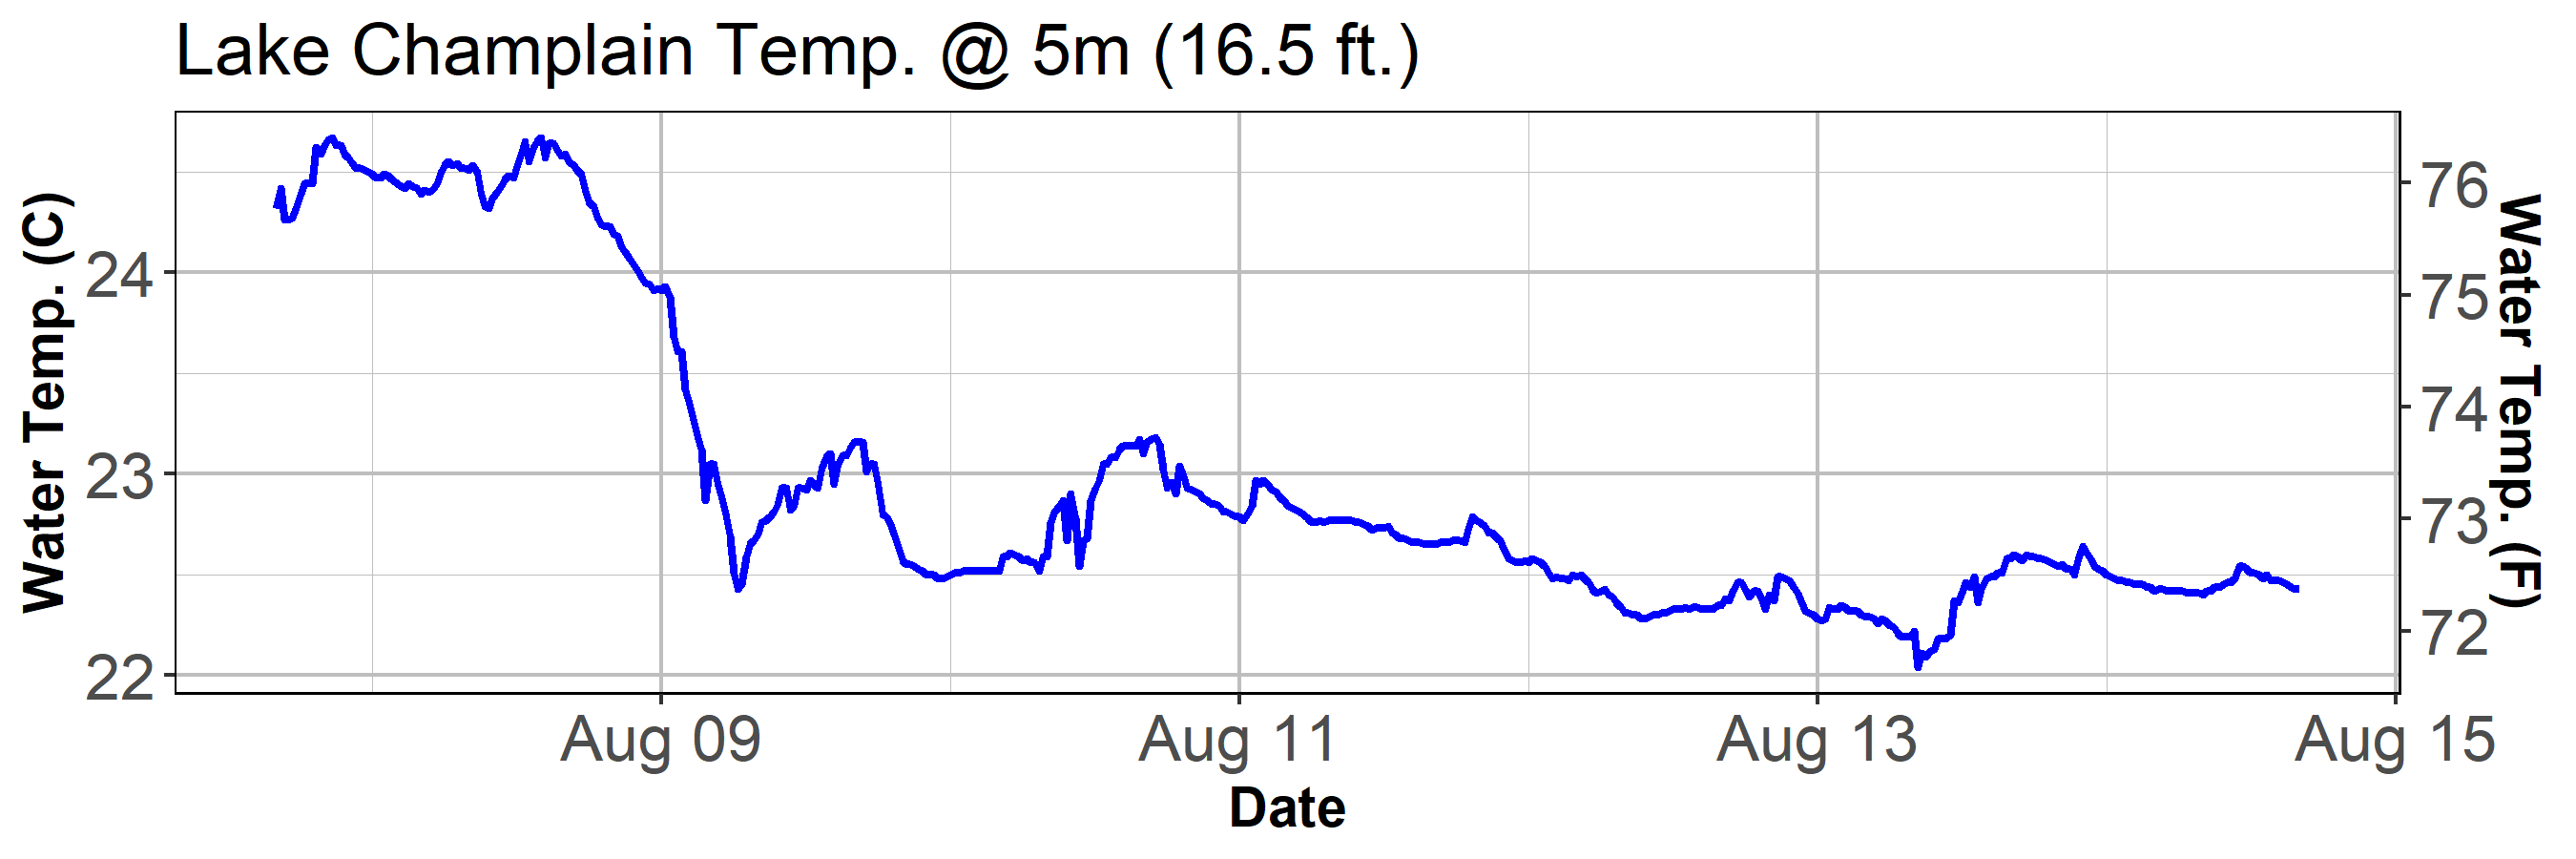 Lake Champlain Temp. @ 5m (16.5 ft.)
Water Temp. (C)
24
23
22
76
75
74
73
72
Water Temp. (F)
Aug 09 Aug 11 Aug 13 Aug 15
Date